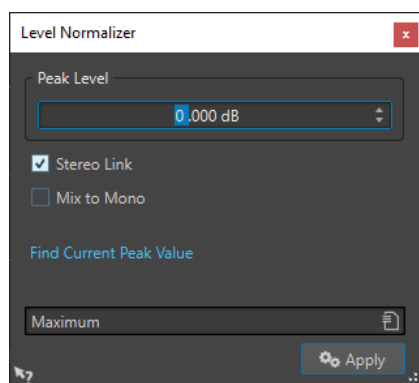 Level Normalizer
Peak Level
0.000 dB
Stereo Link
Mix to Mono
Find Current Peak Value
Maximum
Apply